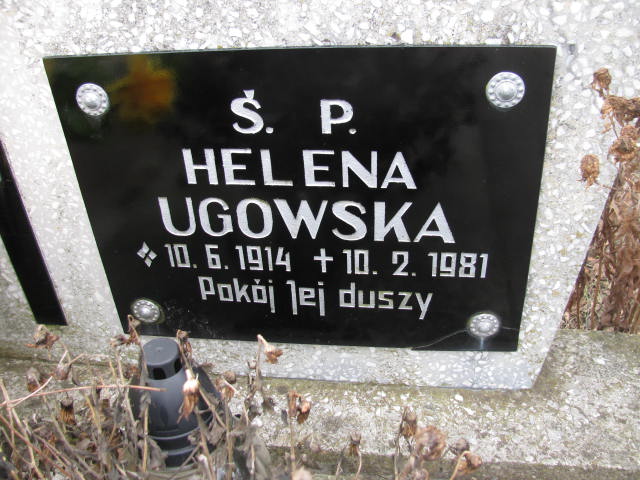 Ś. P.
HELENA
UGOWSKA
10. 6. 1914 + 10. 2. 1981
Pokój Jej duszy